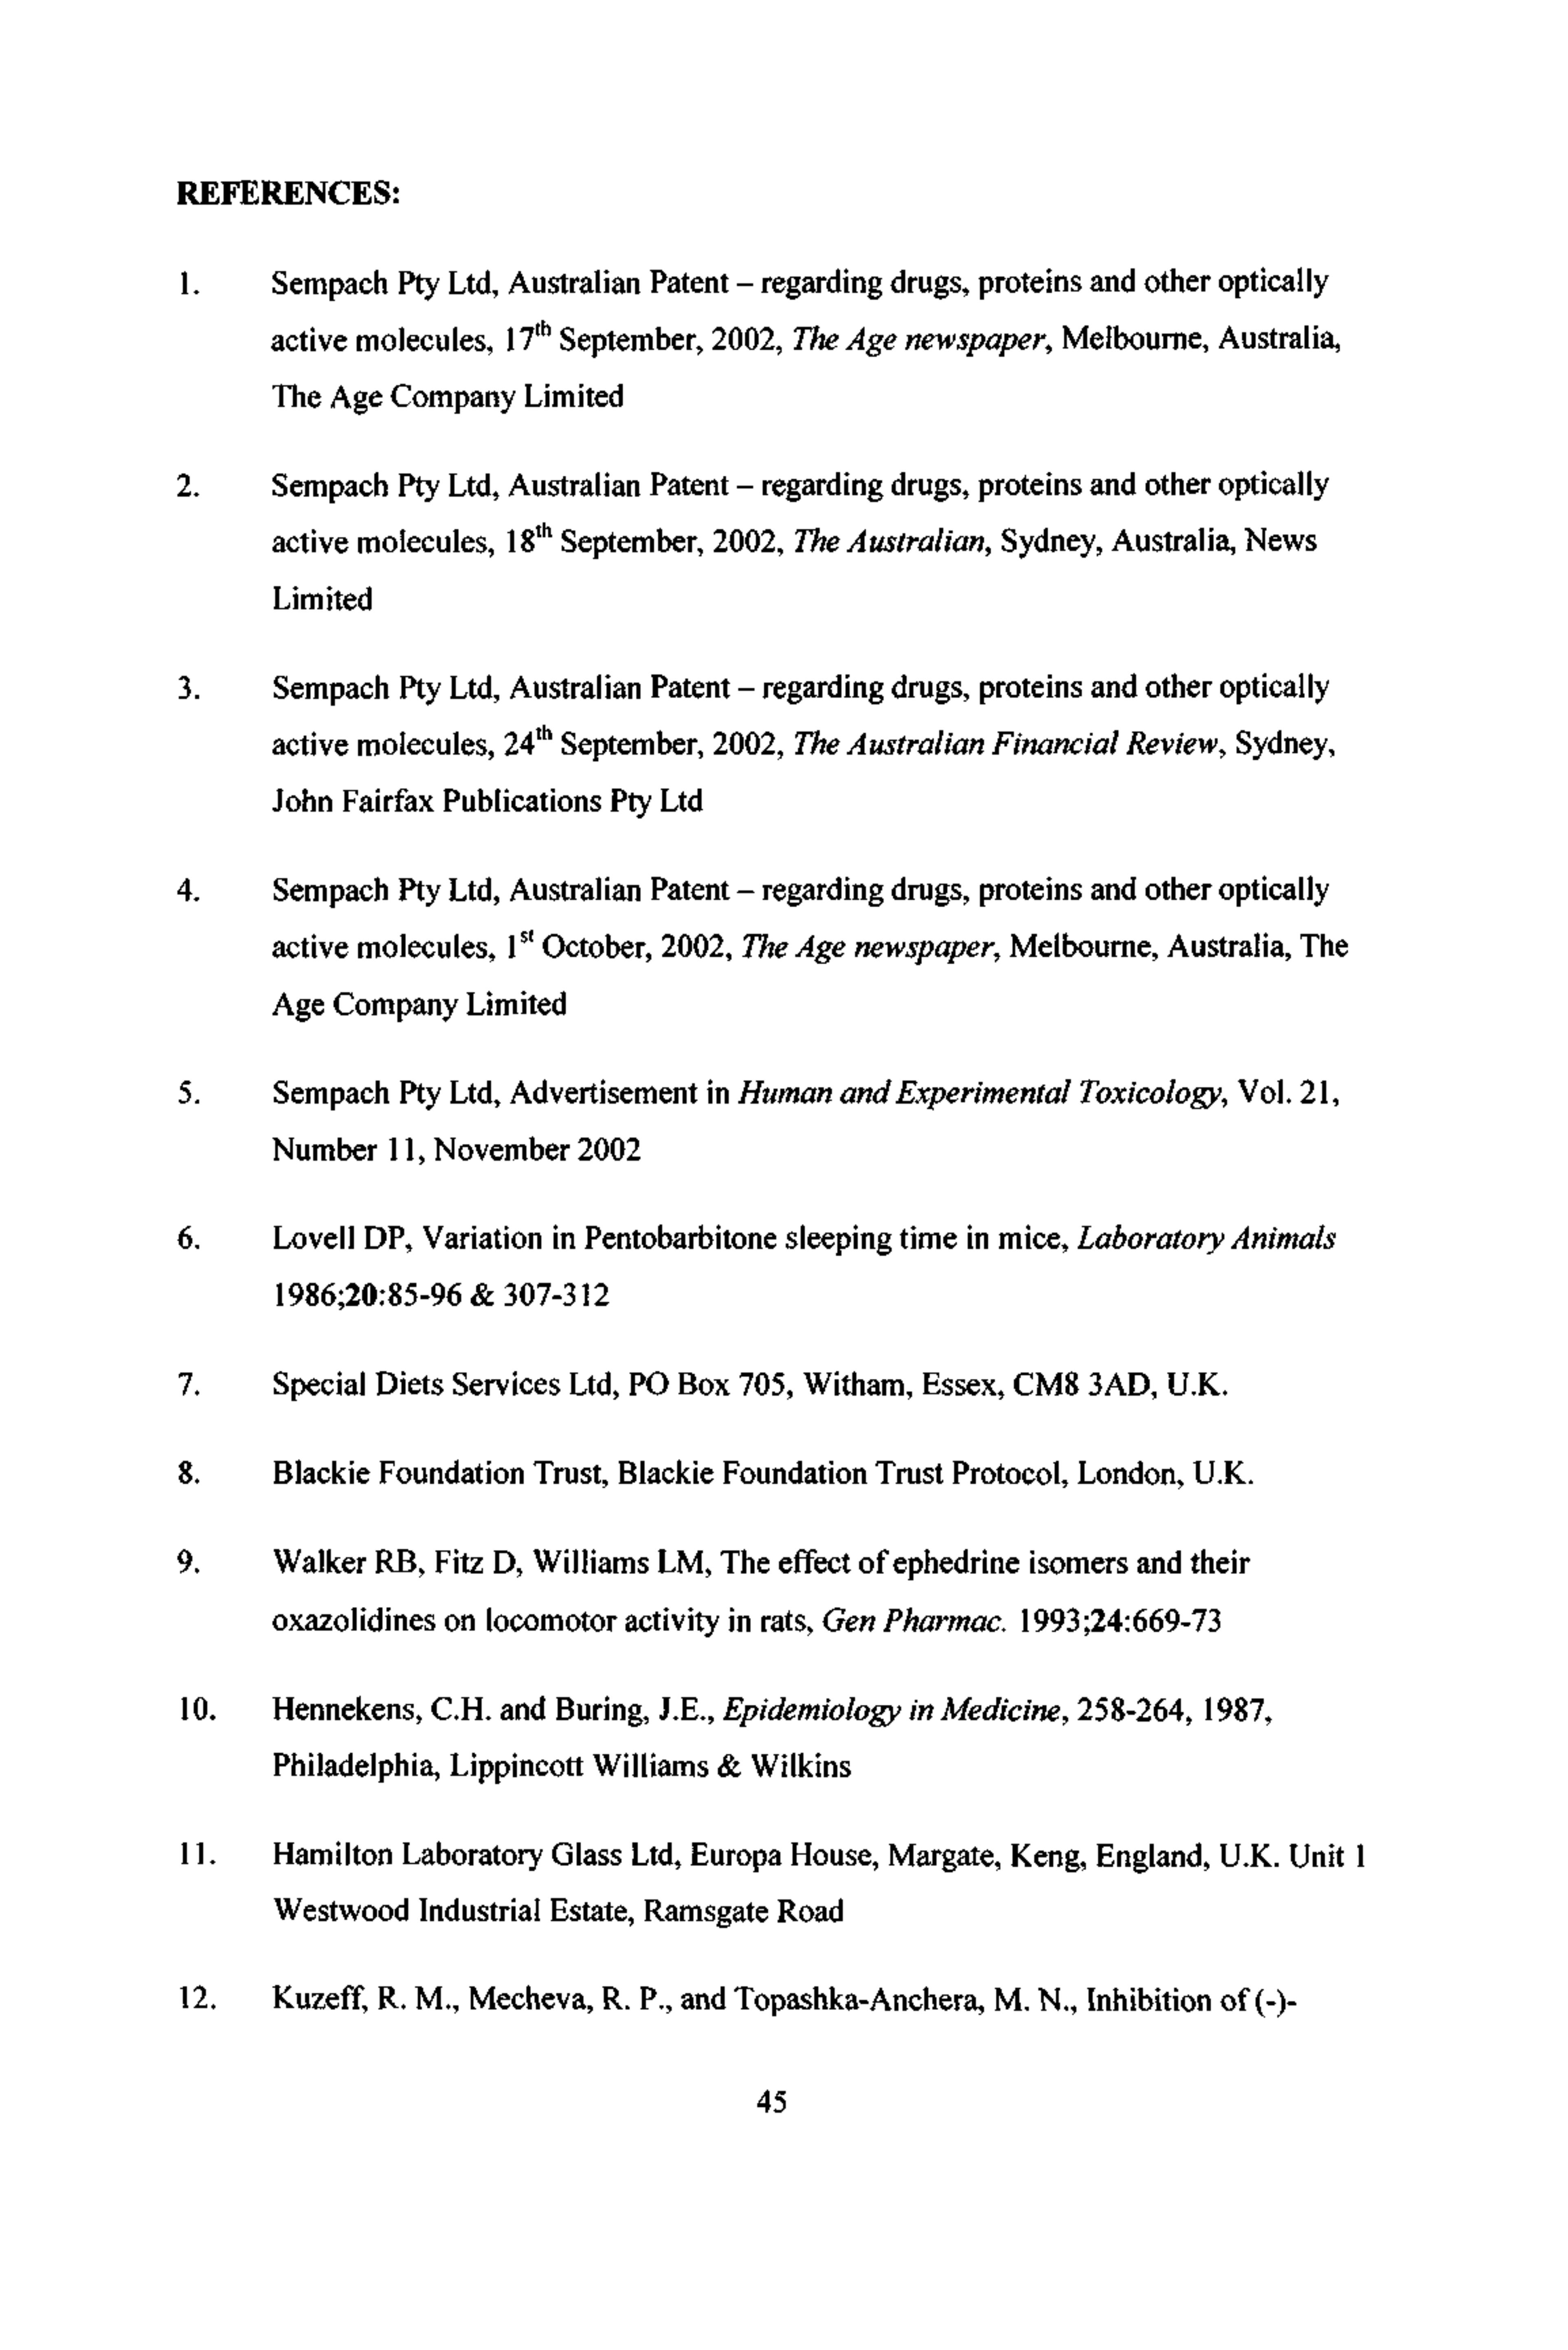 REFERENCES:
1. Sempach Pty Ltd, Australian Patent – regarding drugs, proteins and other optically
active molecules, 17th September, 2002, The Age newspaper, Melbourne, Australia,
The Age Company Limited
2. Sempach Pty Ltd, Australian Patent – regarding drugs, proteins and other optically
active molecules, 18th September, 2002, The Australian, Sydney, Australia, News
Limited
3. Sempach Pty Ltd, Australian Patent – regarding drugs, proteins and other optically
active molecules, 24th September, 2002, The Australian Financial Review, Sydney,
John Fairfax Publications Pty Ltd
4. Sempach Pty Ltd, Australian Patent – regarding drugs, proteins and other optically
active molecules, 1st October, 2002, The Age newspaper, Melbourne, Australia, The
Age Company Limited
5. Sempach Pty Ltd, Advertisement in Human and Experimental Toxicology, Vol. 21,
Number 11, November 2002
6. Lovell DP, Variation in Pentobarbitone sleeping time in mice, Laboratory Animals
1986;20:85-96 & 307-312
7. Special Diets Services Ltd, PO Box 705, Witham, Essex, CM8 3AD, U.K.
8. Blackie Foundation Trust, Blackie Foundation Trust Protocol, London, U.K.
9. Walker RB, Fitz D, Williams LM, The effect of ephedrine isomers and their
oxazolidines on locomotor activity in rats, Gen Pharmac. 1993;24:669-73
10. Hennekens, C.H. and Buring, J.E., Epidemiology in Medicine, 258-264, 1987,
Philadelphia, Lippincott Williams & Wilkins
11. Hamilton Laboratory Glass Ltd, Europa House, Margate, Keng, England, U.K. Unit 1
Westwood Industrial Estate, Ramsgate Road
12. Kuzeff, R. M., Mecheva, R. P., and Topashka-Anchera, M. N., Inhibition of (-)-
45